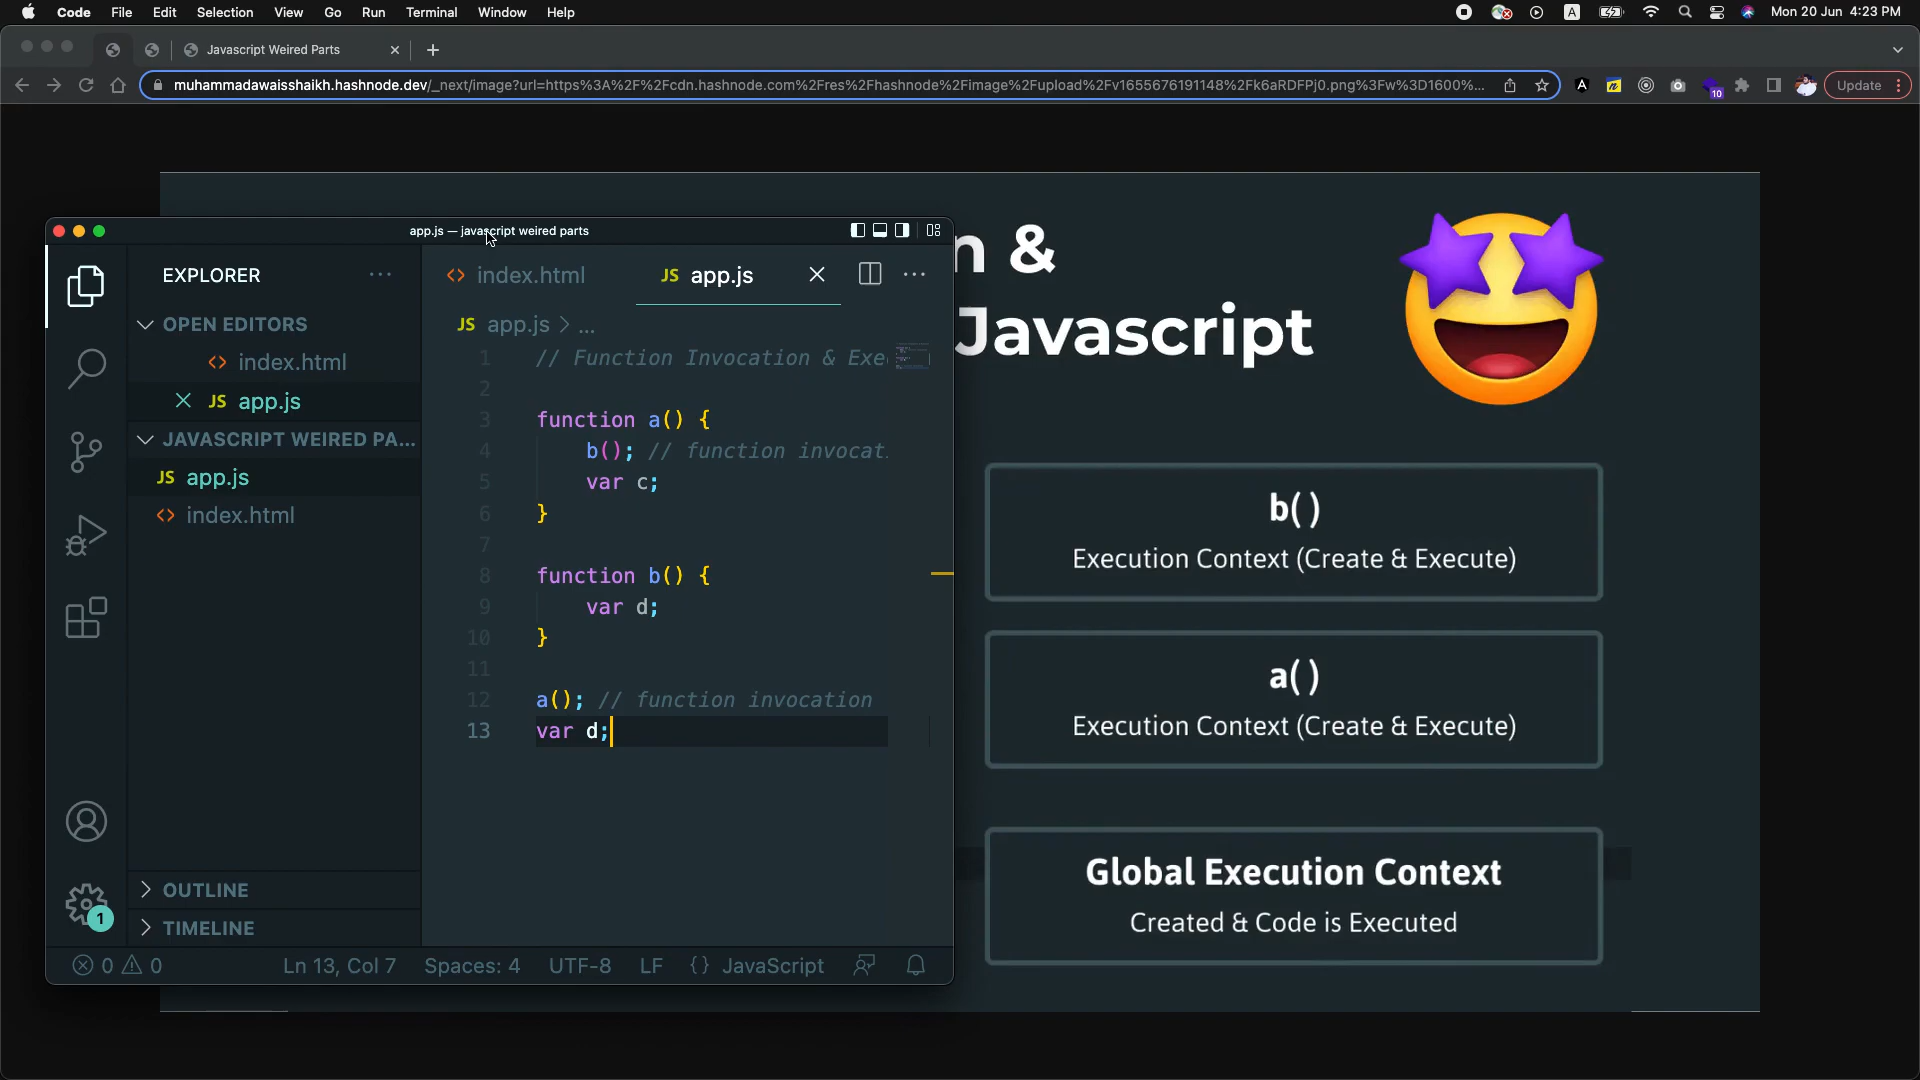 Code File Edit Selection View Go Run Terminal Window Help
A
Mon 20 Jun 4:23 PM
Javascript Weired Parts
muhammadawaisshaikh.hashnode.dev/_next/image?url=https%3A%2F%2Fcdn.hashnode.com%2Fres%2Fhashnode%2Fimage%2Fupload%2Fv1655676191148%2Fk6aRDFPj0.png%3Fw%3D1600%...
A
10
Update
n &
Javascript
app.js — javascript weired parts
EXPLORER
index.html
JS app.js
OPEN EDITORS
index.html
JS app.js
JAVASCRIPT WEIRED PA...
JS app.js
index.html
JS app.js > ...
1 // Function Invocation & Exe
2
3 function a() {
4 b(); // function invocat.
5 var c;
6 }
7
8 function b() {
9 var d;
10 }
11
12 a(); // function invocation
13 var d;
OUTLINE
TIMELINE
1
0 0 Ln 13, Col 7 Spaces: 4 UTF-8 LF {} JavaScript
b()
Execution Context (Create & Execute)
a()
Execution Context (Create & Execute)
Global Execution Context
Created & Code is Executed